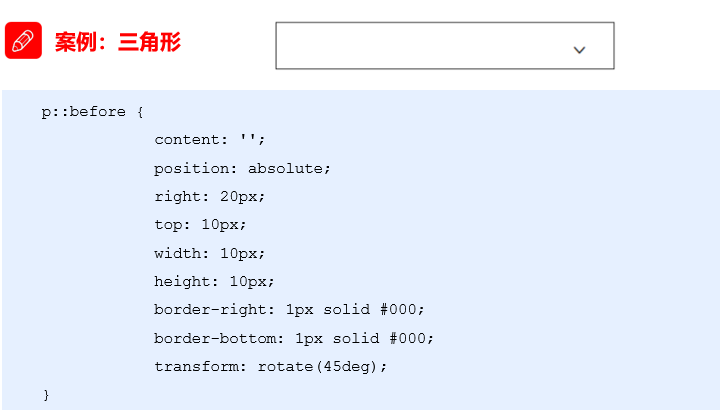 案例：三角形
p::before {
content: '';
position: absolute;
right: 20px;
top: 10px;
width: 10px;
height: 10px;
border-right: 1px solid #000;
border-bottom: 1px solid #000;
transform: rotate(45deg);
}